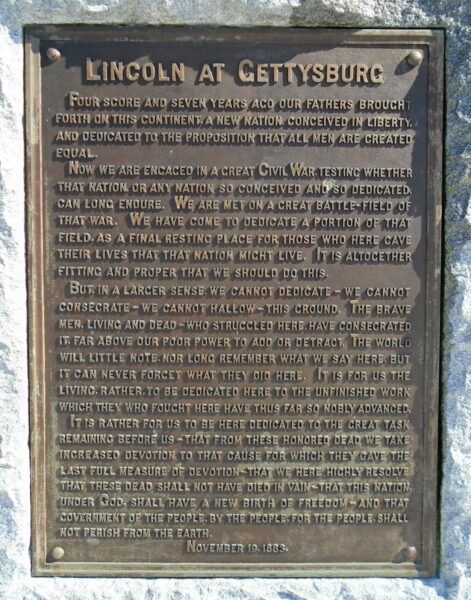 LINCOLN AT GETTYSBURG
FOUR SCORE AND SEVEN YEARS AGO OUR FATHERS BROUGHT
FORTH ON THIS CONTINENT, A NEW NATION, CONCEIVED IN LIBERTY,
AND DEDICATED TO THE PROPOSITION THAT ALL MEN ARE CREATED
EQUAL.
NOW WE ARE ENGAGED IN A GREAT CIVIL WAR, TESTING WHETHER
THAT NATION, OR ANY NATION SO CONCEIVED AND SO DEDICATED,
CAN LONG ENDURE. WE ARE MET ON A GREAT BATTLE-FIELD OF
THAT WAR. WE HAVE COME TO DEDICATE A PORTION OF THAT
FIELD, AS A FINAL RESTING PLACE FOR THOSE WHO HERE GAVE
THEIR LIVES THAT THAT NATION MIGHT LIVE. IT IS ALTOGETHER
FITTING AND PROPER THAT WE SHOULD DO THIS.
BUT, IN A LARGER SENSE, WE CANNOT DEDICATE – WE CANNOT
CONSECRATE – WE CANNOT HALLOW – THIS GROUND. THE BRAVE
MEN, LIVING AND DEAD – WHO STRUGGLED HERE, HAVE CONSECRATED
IT, FAR ABOVE OUR POOR POWER TO ADD OR DETRACT. THE WORLD
WILL LITTLE NOTE, NOR LONG REMEMBER WHAT WE SAY HERE, BUT
IT CAN NEVER FORGET WHAT THEY DID HERE. IT IS FOR US THE
LIVING, RATHER, TO BE DEDICATED HERE TO THE UNFINISHED WORK
WHICH THEY WHO FOUGHT HERE HAVE THUS FAR SO NOBLY ADVANCED.
IT IS RATHER FOR US TO BE HERE DEDICATED TO THE GREAT TASK
REMAINING BEFORE US – THAT FROM THESE HONORED DEAD WE TAKE
INCREASED DEVOTION TO THAT CAUSE FOR WHICH THEY GAVE THE
LAST FULL MEASURE OF DEVOTION – THAT WE HERE HIGHLY RESOLVE
THAT THESE DEAD SHALL NOT HAVE DIED IN VAIN – THAT THIS NATION,
UNDER GOD, SHALL HAVE A NEW BIRTH OF FREEDOM – AND THAT
GOVERNMENT OF THE PEOPLE, BY THE PEOPLE, FOR THE PEOPLE, SHALL
NOT PERISH FROM THE EARTH.
NOVEMBER 19, 1863.